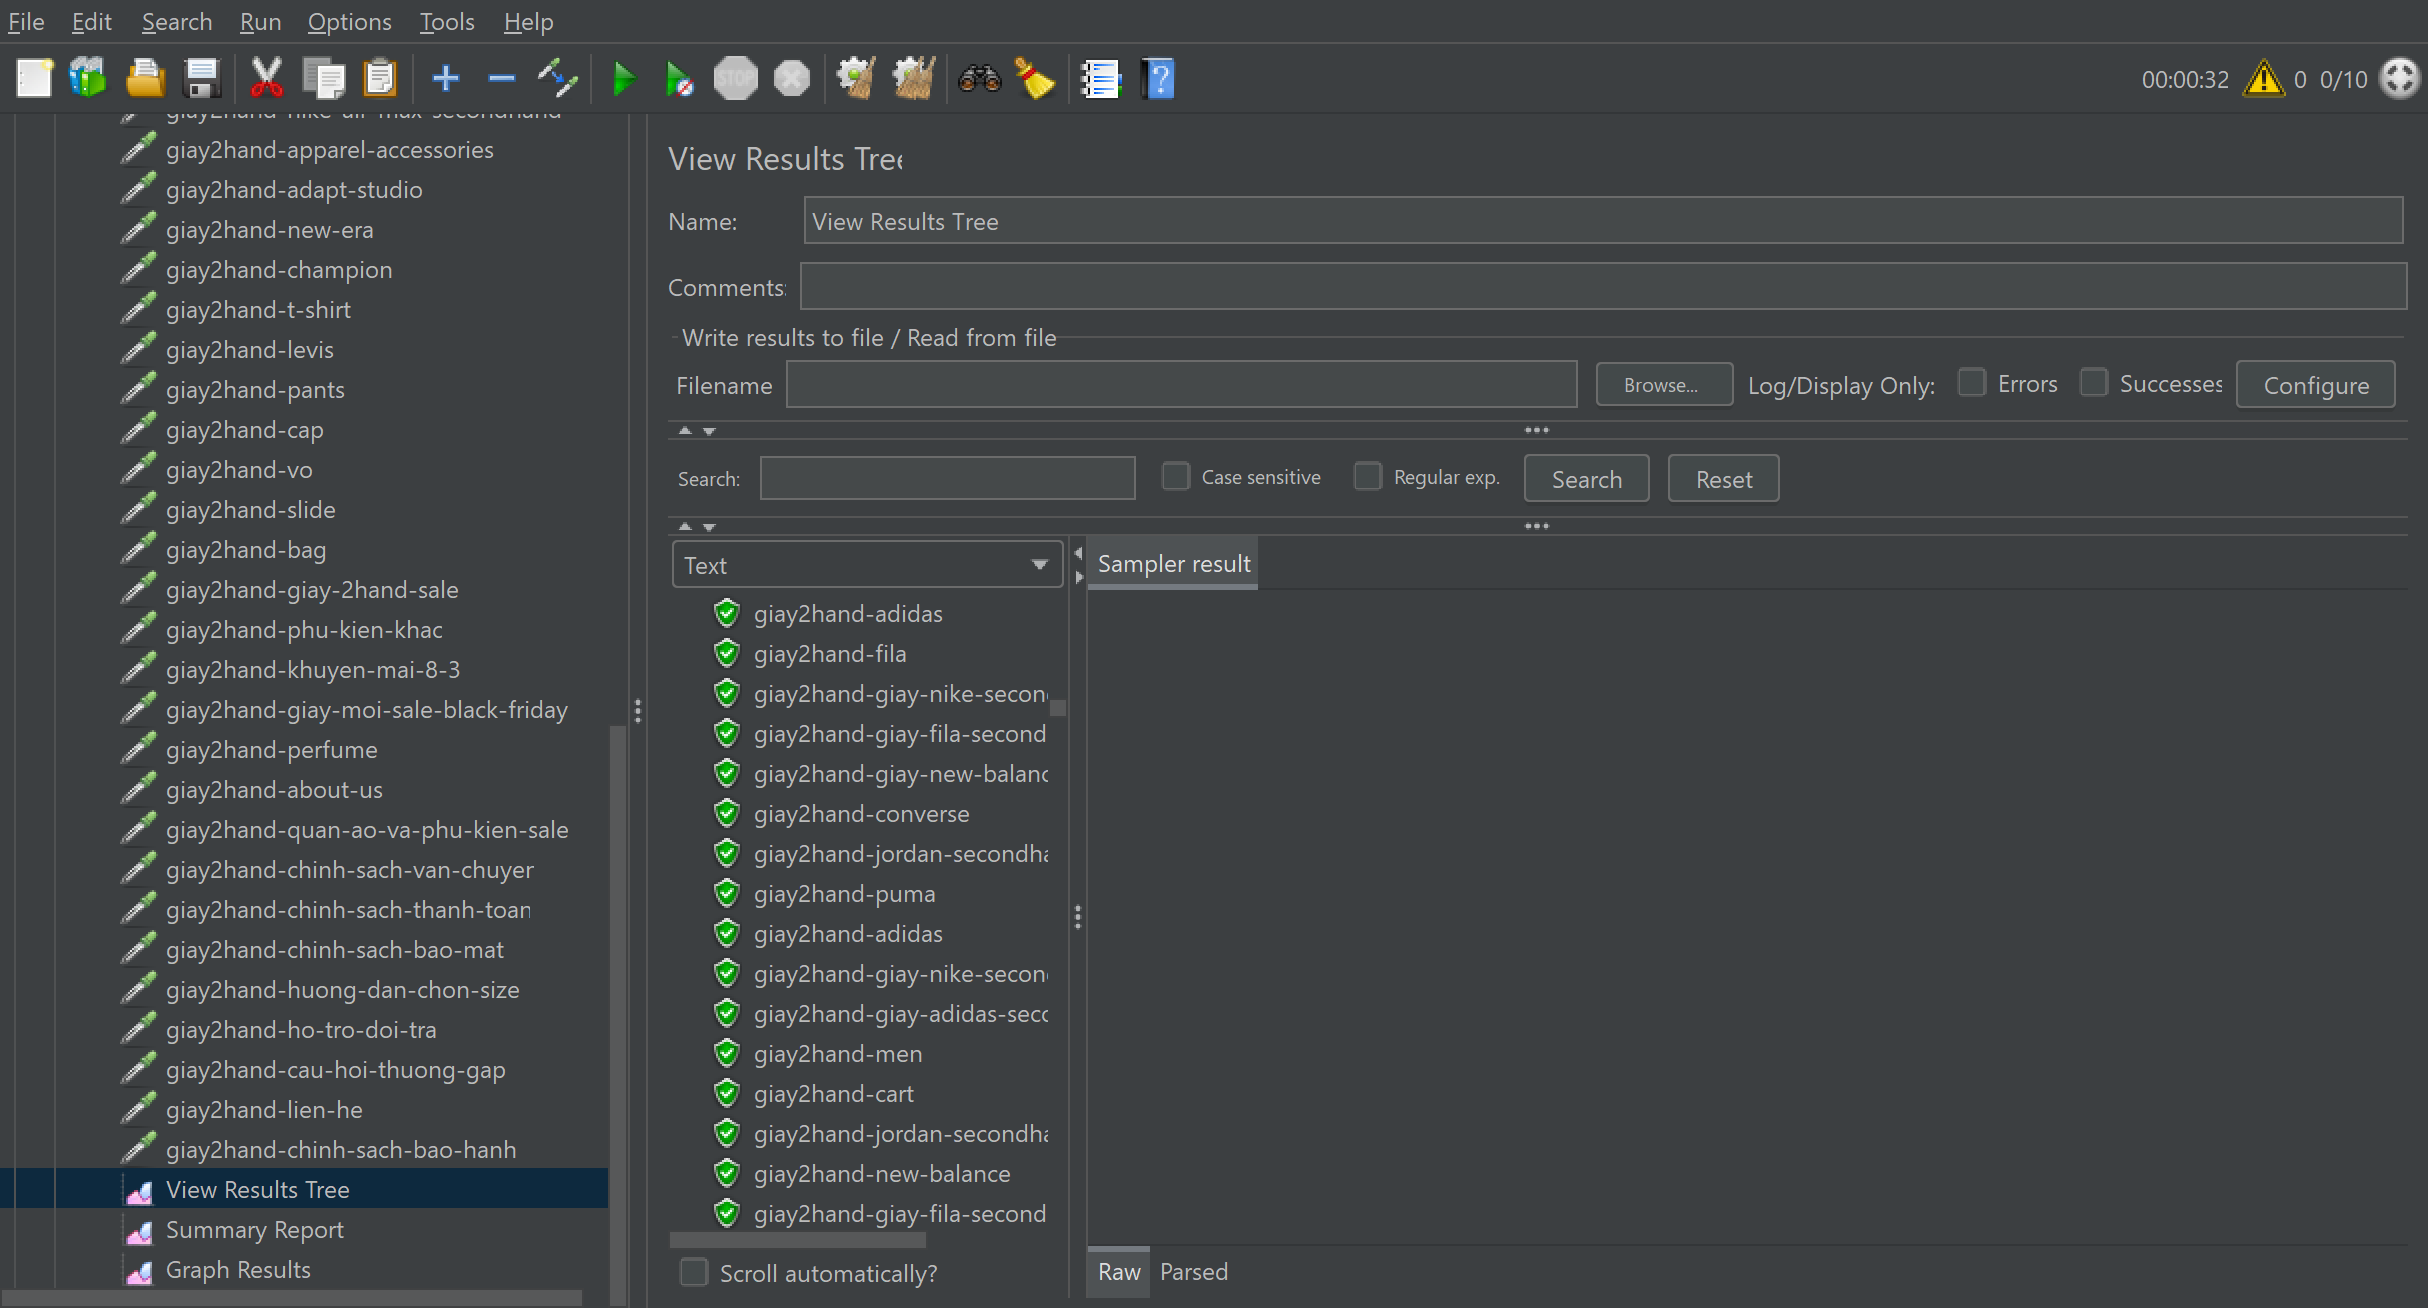 File Edit Search Run Options Tools Help
STOP
00:00:32 0 0/10
giay2hand-nike-air-max-secondhand
giay2hand-apparel-accessories
giay2hand-adapt-studio
giay2hand-new-era
giay2hand-champion
giay2hand-t-shirt
giay2hand-levis
giay2hand-pants
giay2hand-cap
giay2hand-vo
giay2hand-slide
giay2hand-bag
giay2hand-giay-2hand-sale
giay2hand-phu-kien-khac
giay2hand-khuyen-mai-8-3
giay2hand-giay-moi-sale-black-friday
giay2hand-perfume
giay2hand-about-us
giay2hand-quan-ao-va-phu-kien-sale
giay2hand-chinh-sach-van-chuyer
giay2hand-chinh-sach-thanh-toan
giay2hand-chinh-sach-bao-mat
giay2hand-huong-dan-chon-size
giay2hand-ho-tro-doi-tra
giay2hand-cau-hoi-thuong-gap
giay2hand-lien-he
giay2hand-chinh-sach-bao-hanh
View Results Tree
Summary Report
Graph Results
View Results Tree
Name: View Results Tree
Comments:
Write results to file / Read from file
Filename Browse... Log/Display Only: Errors Successes Configure
Search: Case sensitive Regular exp. Search Reset
Text
giay2hand-adidas
giay2hand-fila
giay2hand-giay-nike-secon
giay2hand-giay-fila-second
giay2hand-giay-new-balanc
giay2hand-converse
giay2hand-jordan-secondha
giay2hand-puma
giay2hand-adidas
giay2hand-giay-nike-secon
giay2hand-giay-adidas-secc
giay2hand-men
giay2hand-cart
giay2hand-jordan-secondha
giay2hand-new-balance
giay2hand-giay-fila-second
Scroll automatically?
Sampler result
Raw Parsed